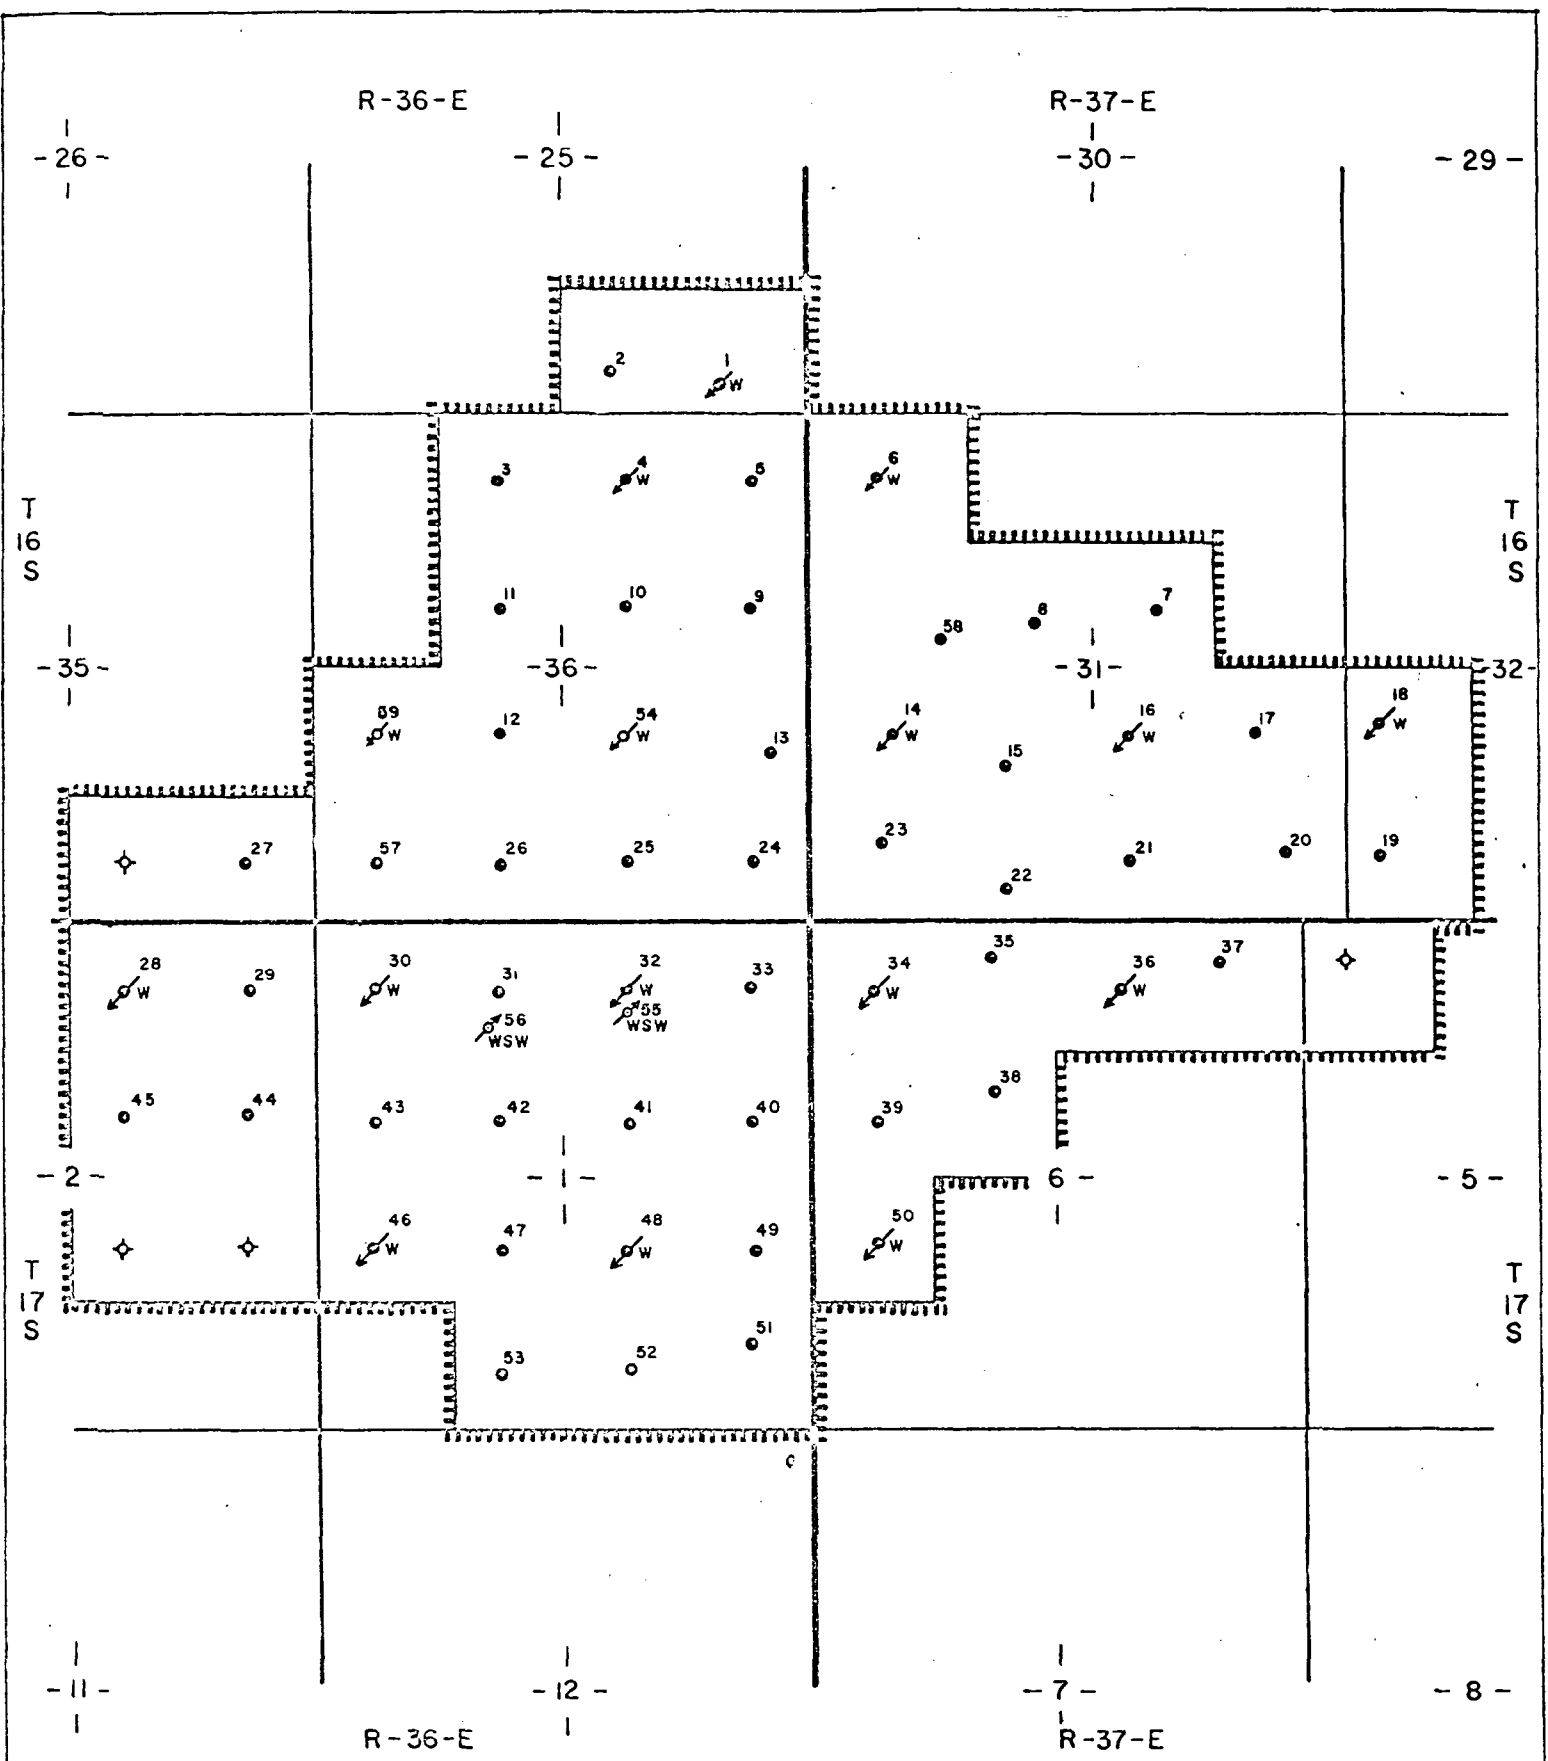 R-36-E R-37-E
-26- -25- -30- -29-
2 1
W
3 4 5 6
W W
T T
16 16
S S
11 10 9 8 7
58
-35- -36- -31- 32-
59 12 54 13 14 15 16 17 18
W W W W W
27 57 26 25 24 23 22 21 20 19
28 29 30 31 32 33 34 35 36 37
W W W W W
56 55
WSW WSW
45 44 43 42 41 40 39 38
-2- -1- 6- -5-
46 47 48 49 50
W W W
T T
17 17
S S
53 52 51
-11- -12- -7- -8-
R-36-E R-37-E